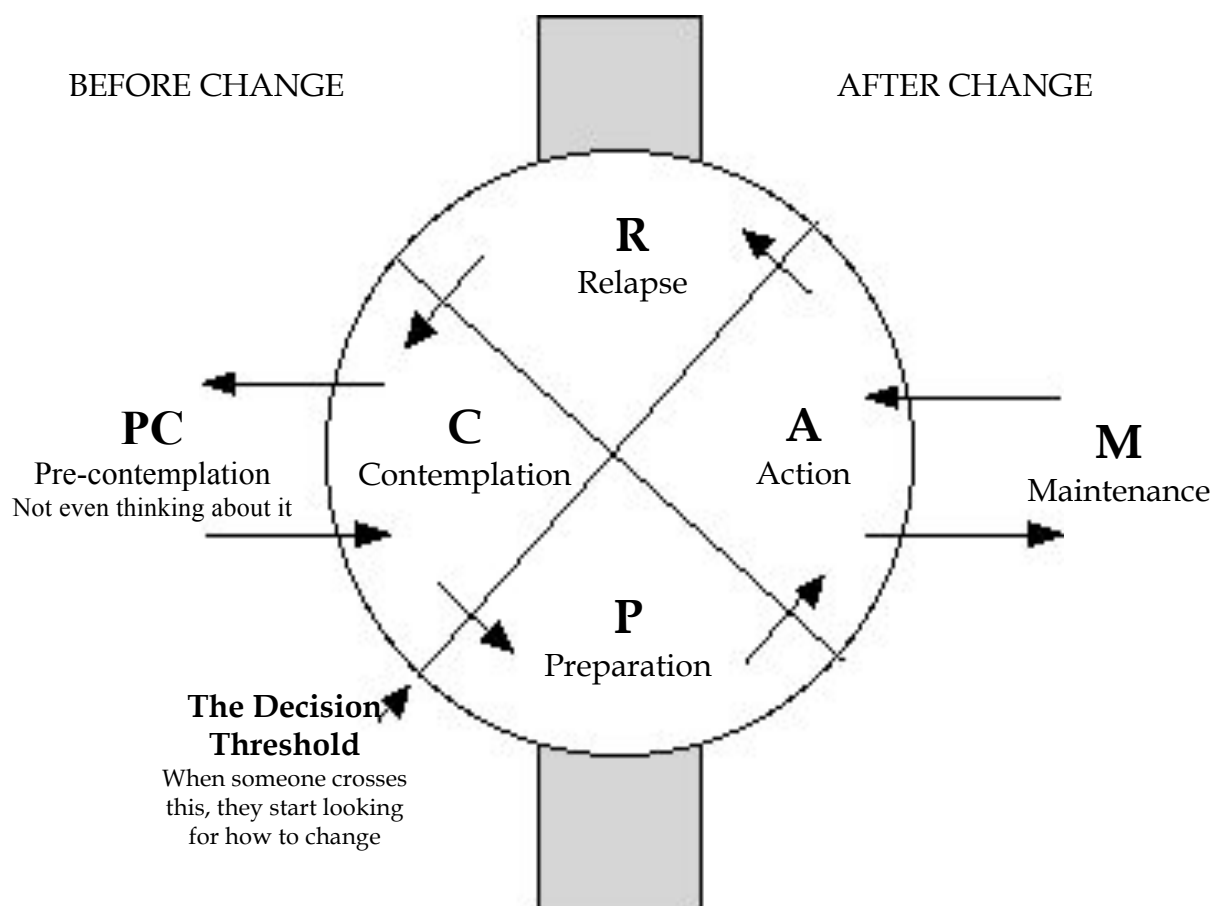 BEFORE CHANGE
AFTER CHANGE
R
Relapse
PC
Pre-contemplation
Not even thinking about it
C
Contemplation
A
Action
M
Maintenance
P
Preparation
The Decision
Threshold
When someone crosses
this, they start looking
for how to change